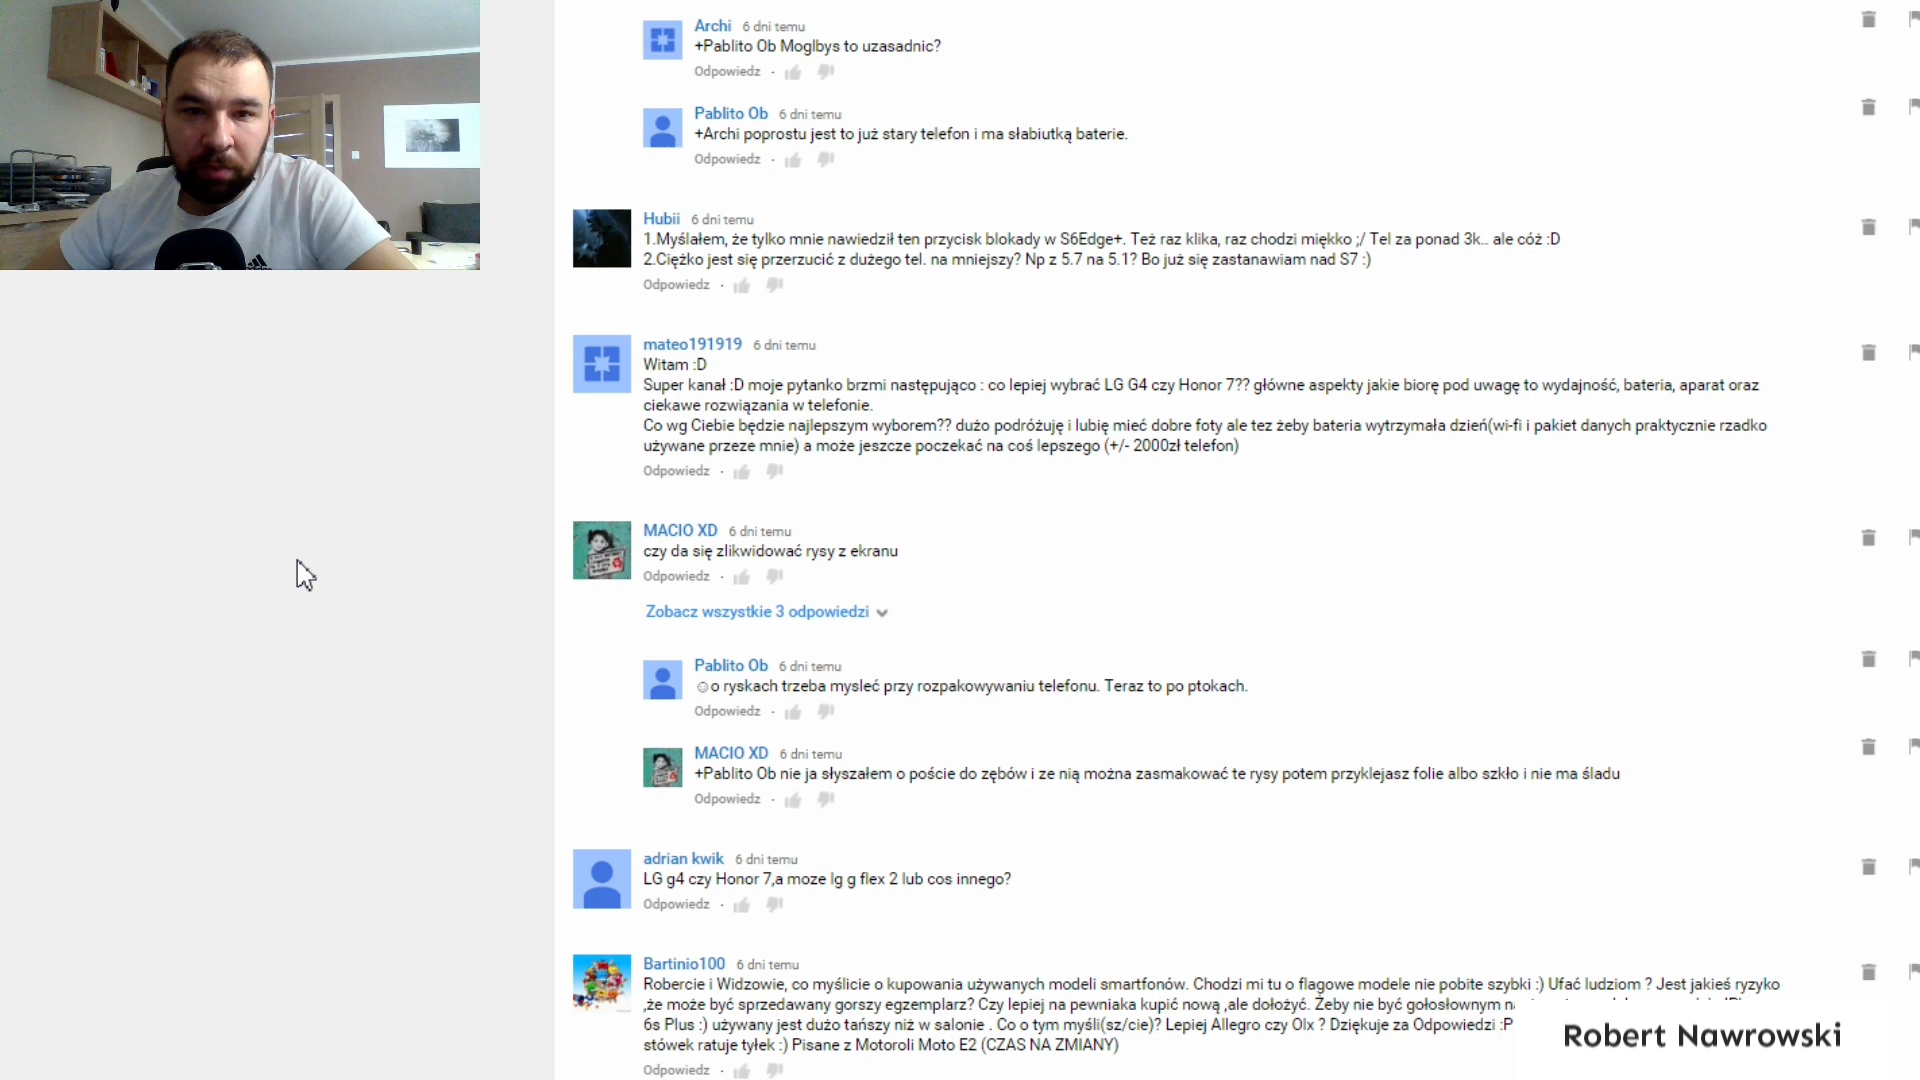 Archi 6 dni temu
+Pablito Ob Moglbys to uzasadnic?
Odpowiedz ·
Pablito Ob 6 dni temu
+Archi poprostu jest to już stary telefon i ma słabiutką baterie.
Odpowiedz ·
Hubii 6 dni temu
1.Myślałem, że tylko mnie nawiedził ten przycisk blokady w S6Edge+. Też raz klika, raz chodzi miękko ;/ Tel za ponad 3k.. ale cóż :D
2.Ciężko jest się przerzucić z dużego tel. na mniejszy? Np z 5.7 na 5.1? Bo już się zastanawiam nad S7 :)
Odpowiedz ·
mateo191919 6 dni temu
Witam :D
Super kanał :D moje pytanko brzmi następująco : co lepiej wybrać LG G4 czy Honor 7?? główne aspekty jakie biorę pod uwagę to wydajność, bateria, aparat oraz
ciekawe rozwiązania w telefonie.
Co wg Ciebie będzie najlepszym wyborem?? dużo podróżuję i lubię mieć dobre foty ale tez żeby bateria wytrzymała dzień(wi-fi i pakiet danych praktycznie rzadko
używane przeze mnie) a może jeszcze poczekać na coś lepszego (+/- 2000zł telefon)
Odpowiedz ·
MACIO XD 6 dni temu
czy da się zlikwidować rysy z ekranu
Odpowiedz ·
Zobacz wszystkie 3 odpowiedzi
Pablito Ob 6 dni temu
☺o ryskach trzeba mysleć przy rozpakowywaniu telefonu. Teraz to po ptokach.
Odpowiedz ·
MACIO XD 6 dni temu
+Pablito Ob nie ja słyszałem o poście do zębów i ze nią można zasmakować te rysy potem przyklejasz folie albo szkło i nie ma śladu
Odpowiedz ·
adrian kwik 6 dni temu
LG g4 czy Honor 7,a moze lg g flex 2 lub cos innego?
Odpowiedz ·
Bartinio100 6 dni temu
Robercie i Widzowie, co myślicie o kupowania używanych modeli smartfonów. Chodzi mi tu o flagowe modele nie pobite szybki :) Ufać ludziom ? Jest jakieś ryzyko
,że może być sprzedawany gorszy egzemplarz? Czy lepiej na pewniaka kupić nową ,ale dołożyć. Żeby nie być gołosłownym
6s Plus :) używany jest dużo tańszy niż w salonie . Co o tym myśli(sz/cie)? Lepiej Allegro czy Olx ? Dziękuje za Odpowiedzi :P
stówek ratuje tyłek :) Pisane z Motoroli Moto E2 (CZAS NA ZMIANY)
Odpowiedz ·
Robert Nawrowski